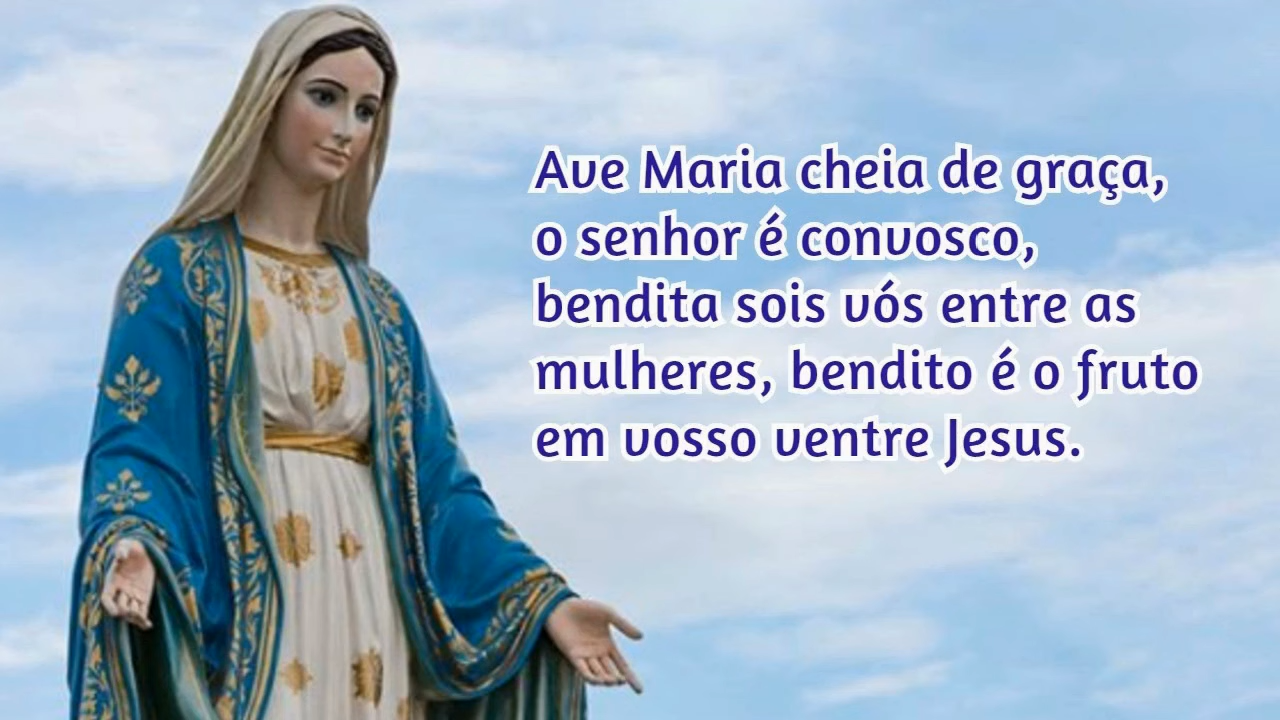 Ave Maria cheia de graça,
o senhor é convosco,
bendita sois vós entre as
mulheres, bendito é o fruto
em vosso ventre Jesus.